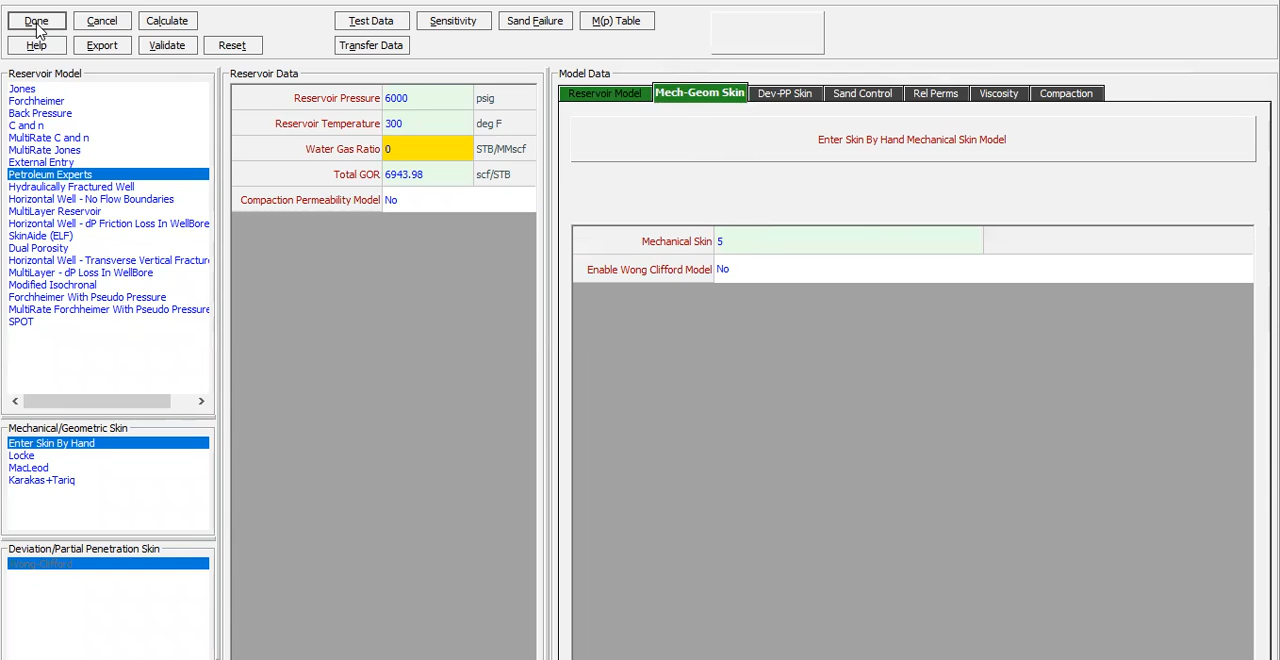 Done Cancel Calculate Test Data Sensitivity Sand Failure M(p) Table
Help Export Validate Reset Transfer Data
Reservoir Model
Jones
Forchheimer
Back Pressure
C and n
MultiRate C and n
MultiRate Jones
External Entry
Petroleum Experts
Hydraulically Fractured Well
Horizontal Well - No Flow Boundaries
MultiLayer Reservoir
Horizontal Well - dP Friction Loss In WellBore
SkinAide (ELF)
Dual Porosity
Horizontal Well - Transverse Vertical Fracture
MultiLayer - dP Loss In WellBore
Modified Isochronal
Forchheimer With Pseudo Pressure
MultiRate Forchheimer With Pseudo Pressure
SPOT
Mechanical/Geometric Skin
Enter Skin By Hand
Locke
MacLeod
Karakas+Tariq
Deviation/Partial Penetration Skin
Wong-Clifford
Reservoir Data
Reservoir Pressure 6000 psig
Reservoir Temperature 300 deg F
Water Gas Ratio 0 STB/MMscf
Total GOR 6943.98 scf/STB
Compaction Permeability Model No
Model Data
Reservoir Model Mech-Geom Skin Dev-PP Skin Sand Control Rel Perms Viscosity Compaction
Enter Skin By Hand Mechanical Skin Model
Mechanical Skin 5
Enable Wong Clifford Model No